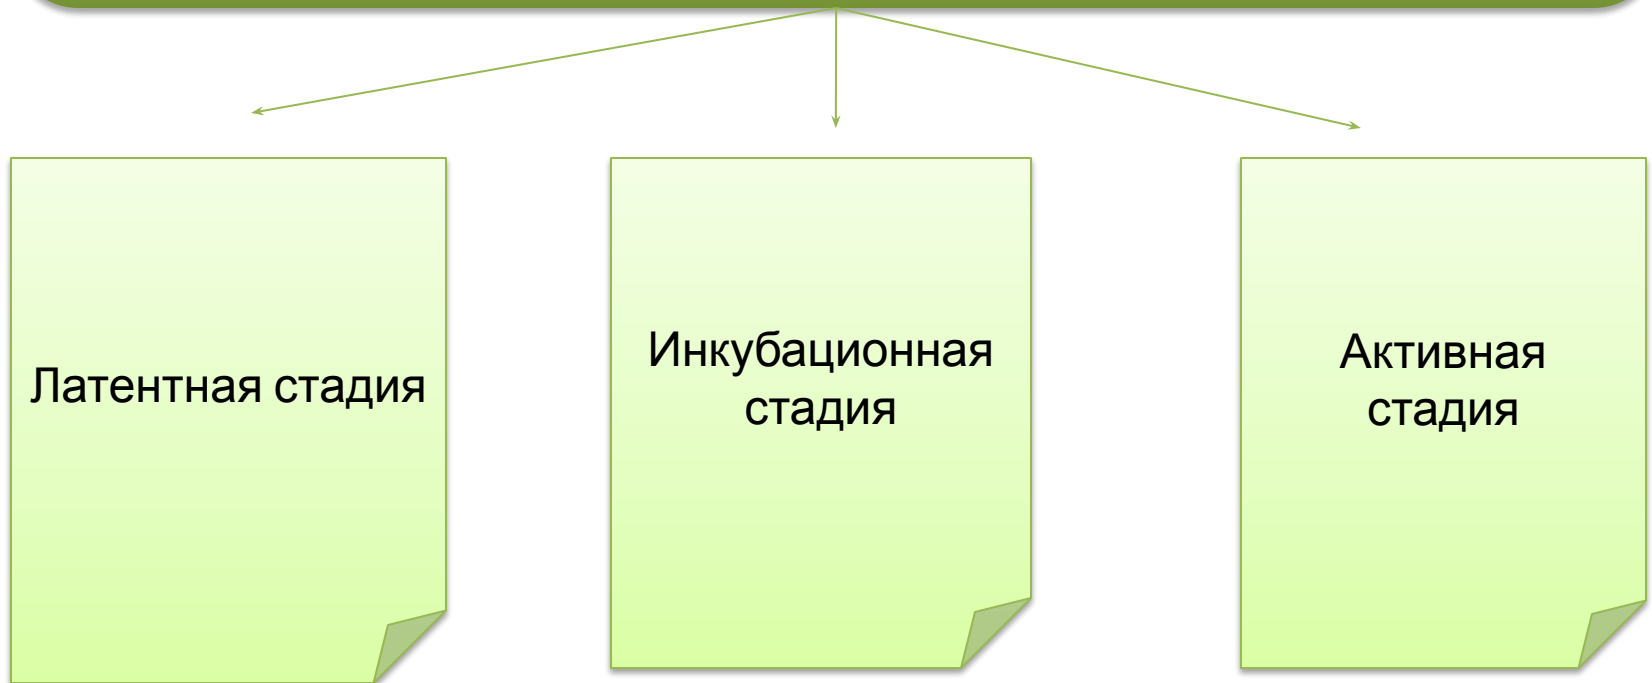 Латентная стадия
Инкубационная
стадия
Активная
стадия